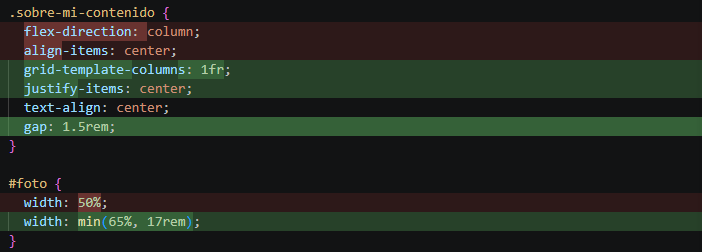 .sobre-mi-contenido {
flex-direction: column;
align-items: center;
grid-template-columns: 1fr;
justify-items: center;
text-align: center;
gap: 1.5rem;
}
#foto {
width: 50%;
width: min(65%, 17rem);
}